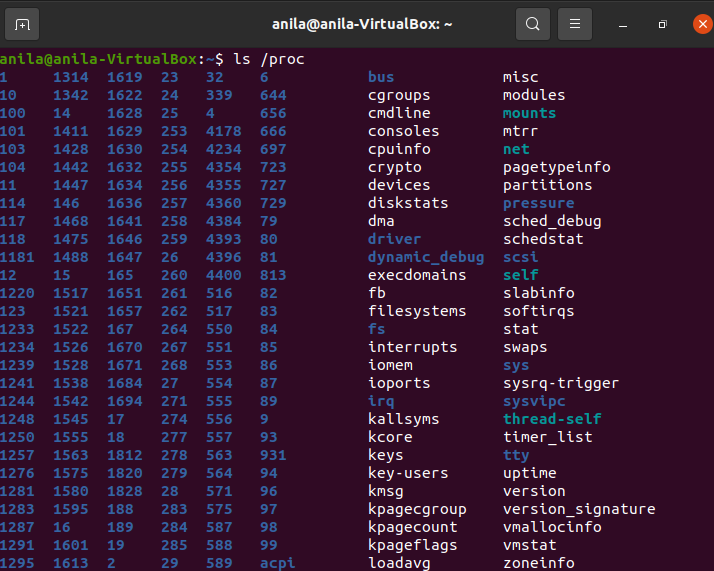 anila@anila-VirtualBox: ~
anila@anila-VirtualBox:~$ ls /proc
1 1314 1619 23 32 6 bus misc
10 1342 1622 24 339 644 cgroups modules
100 14 1628 25 4 656 cmdline mounts
101 1411 1629 253 4178 666 consoles mtrr
103 1428 1630 254 4234 697 cpuinfo net
104 1442 1632 255 4354 723 crypto pagetypeinfo
11 1447 1634 256 4355 727 devices partitions
114 146 1636 257 4360 729 diskstats pressure
117 1468 1641 258 4384 79 dma sched_debug
118 1475 1646 259 4393 80 driver schedstat
1181 1488 1647 26 4396 81 dynamic_debug scsi
12 15 165 260 4400 813 execdomains self
1220 1517 1651 261 516 82 fb slabinfo
123 1521 1657 262 517 83 filesystems softirqs
1233 1522 167 264 550 84 fs stat
1234 1526 1670 267 551 85 interrupts swaps
1239 1528 1671 268 553 86 iomem sys
1241 1538 1684 27 554 87 ioports sysrq-trigger
1244 1542 1694 271 555 89 irq sysvipc
1248 1545 17 274 556 9 kallsyms thread-self
1250 1555 18 277 557 93 kcore timer_list
1257 1563 1812 278 563 931 keys tty
1276 1575 1820 279 564 94 key-users uptime
1281 1580 1828 28 571 96 kmsg version
1283 1595 188 283 575 97 kpagecgroup version_signature
1287 16 189 284 587 98 kpagecount vmallocinfo
1291 1601 19 285 588 99 kpageflags vmstat
1295 1613 2 29 589 acpi loadavg zoneinfo